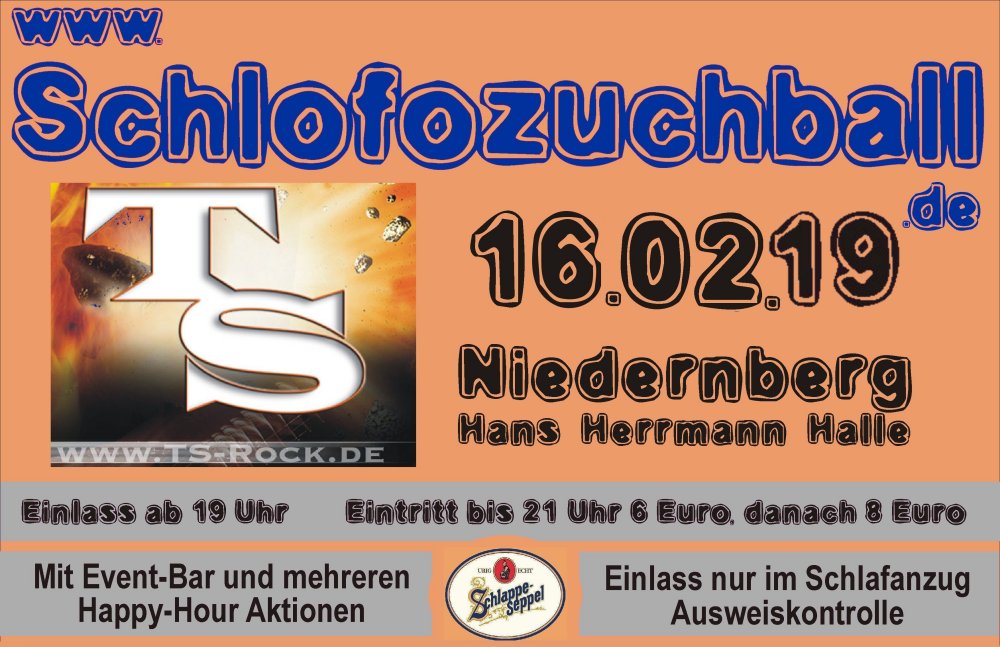 www.
Schlofozuchball
.de
TS
WWW.TS-ROCK.DE
16.02.19
Niedernberg
Hans Herrmann Halle
Einlass ab 19 Uhr
Eintritt bis 21 Uhr 6 Euro, danach 8 Euro
Mit Event-Bar und mehreren
Happy-Hour Aktionen
URIG ECHT
Schlappe-
seppel
Einlass nur im Schlafanzug
Ausweiskontrolle